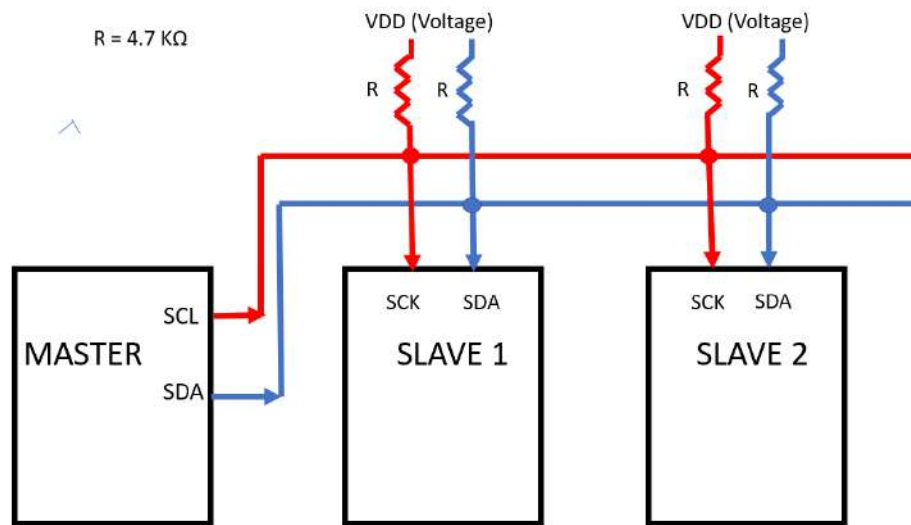 VDD (Voltage)
VDD (Voltage)
R = 4.7 KΩ
R
R
R
R
SCK
SDA
SCK
SDA
SCL
MASTER
SLAVE 1
SLAVE 2
SDA